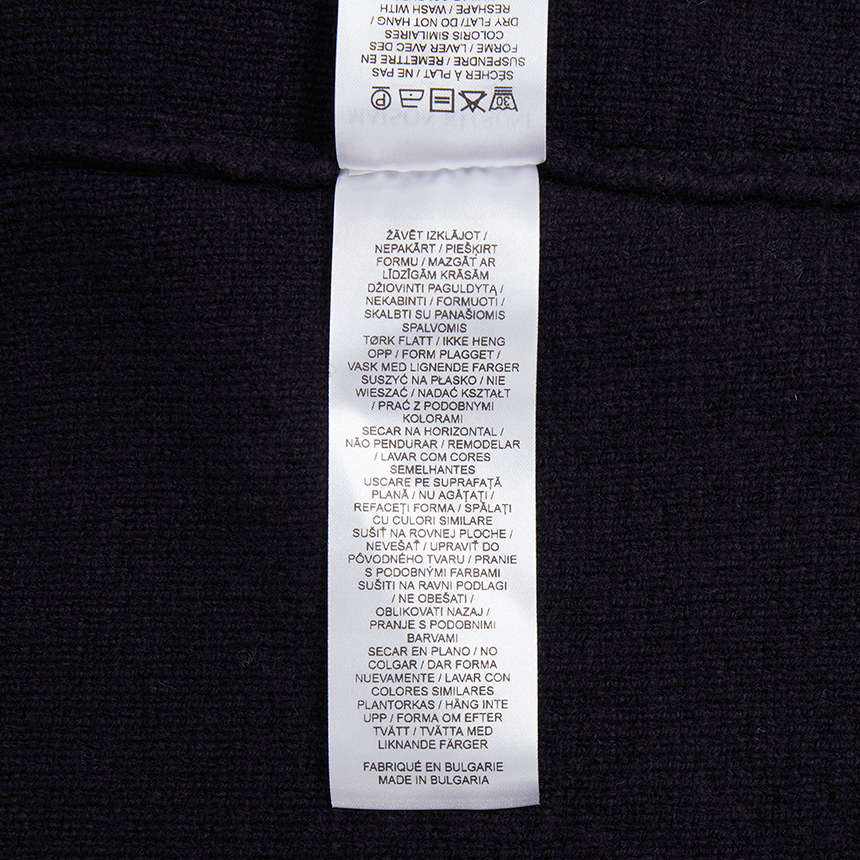 SÉCHER À PLAT / NE PAS
SUSPENDRE / REMETTRE EN
FORME / LAVER AVEC DES
COLORIS SIMILAIRES
DRY FLAT/ DO NOT HANG /
RESHAPE / WASH WITH
ŽĀVĒT IZKLĀJOT /
NEPAKĀRT / PIEŠĶIRT
FORMU / MAZGĀT AR
LĪDZĪGĀM KRĀSĀM
DŽIOVINTI PAGULDYTĄ /
NEKABINTI / FORMUOTI /
SKALBTI SU PANAŠIOMIS
SPALVOMIS
TØRK FLATT / IKKE HENG
OPP / FORM PLAGGET /
VASK MED LIGNENDE FARGER
SUSZYĆ NA PŁASKO / NIE
WIESZAĆ / NADAĆ KSZTAŁT
/ PRAĆ Z PODOBNYMI
KOLORAMI
SECAR NA HORIZONTAL /
NÃO PENDURAR / REMODELAR
/ LAVAR COM CORES
SEMELHANTES
USCARE PE SUPRAFAȚĂ
PLANĂ / NU AGĂȚAȚI /
REFACEȚI FORMA / SPĂLAȚI
CU CULORI SIMILARE
SUŠIŤ NA ROVNEJ PLOCHE /
NEVEŠAŤ / UPRAVIŤ DO
PÔVODNÉHO TVARU / PRANIE
S PODOBNÝMI FARBAMI
SUŠITI NA RAVNI PODLAGI
/ NE OBEŠATI /
OBLIKOVATI NAZAJ /
PRANJE S PODOBNIMI
BARVAMI
SECAR EN PLANO / NO
COLGAR / DAR FORMA
NUEVAMENTE / LAVAR CON
COLORES SIMILARES
PLANTORKAS / HÄNG INTE
UPP / FORMA OM EFTER
TVÄTT / TVÄTTA MED
LIKNANDE FÄRGER
FABRIQUÉ EN BULGARIE
MADE IN BULGARIA
30
P